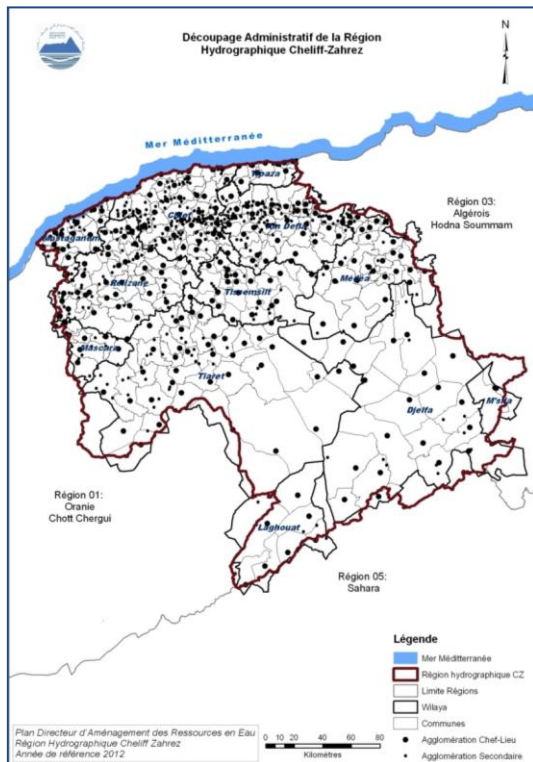 Découpage Administratif de la Région
Hydrographique Cheliff-Zahrez
N
Mer Méditterranée
Tipaza
Chlef
Ain Defla
Mostaganem
Région 03:
Algérois
Hodna Soummam
Relizane
Médéa
Tissemsilt
Mascara
Tiaret
M'sila
Djelfa
Région 01:
Oranie
Chott Chergui
Laghouat
Région 05:
Sahara
Légende
Mer Méditterranée
Région hydrographique CZ
Limite Régions
Wilaya
Communes
Agglomération Chef-Lieu
Agglomération Secondaire
Plan Directeur d'Aménagement des Ressources en Eau
Région Hydrographique Cheliff Zahrez
Année de référence 2012
0 10 20 40 60 80
Kilomètres